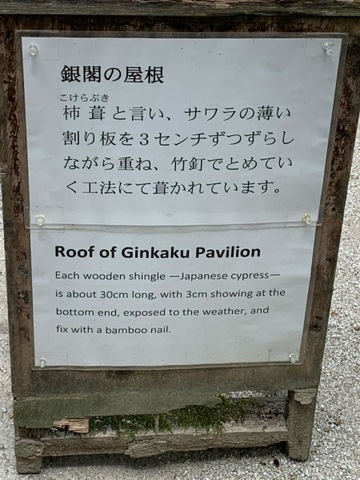 銀閣の屋根
こけらぶき
杮葺と言い、サワラの薄い
割り板を3センチずつずらし
ながら重ね、竹釘でとめてい
く工法にて葺かれています。
Roof of Ginkaku Pavilion
Each wooden shingle —Japanese cypress—
is about 30cm long, with 3cm showing at the
bottom end, exposed to the weather, and
fix with a bamboo nail.